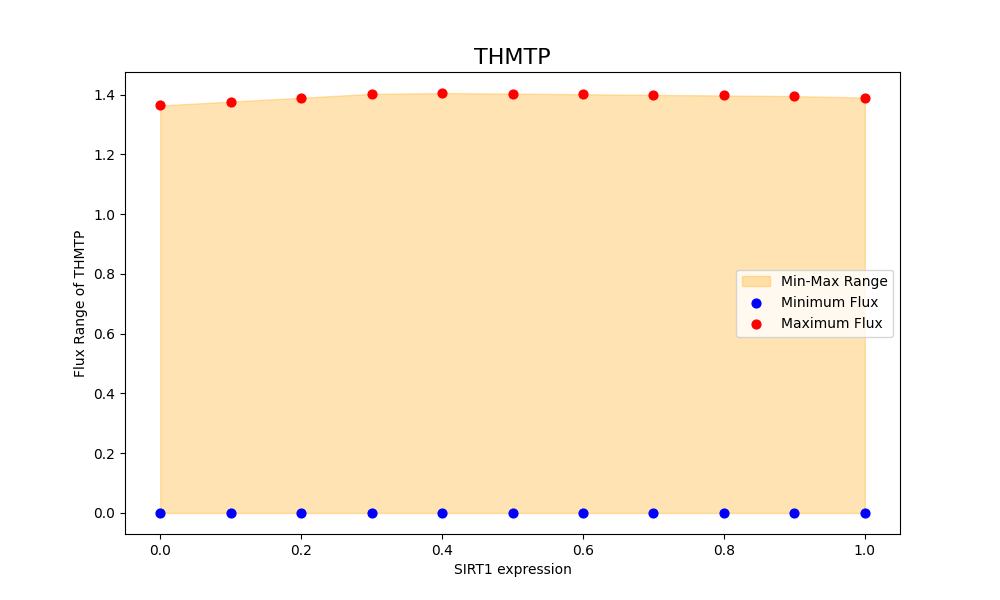 THMTP
Flux Range of THMTP
1.4
1.2
1.0
0.8
0.6
0.4
0.2
0.0
Min-Max Range
Minimum Flux
Maximum Flux
0.0 0.2 0.4 0.6 0.8 1.0
SIRT1 expression